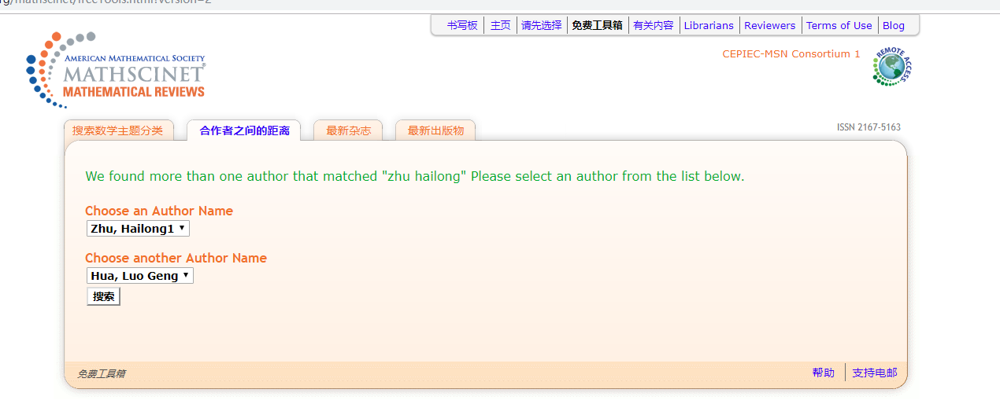 rg/mathscinet/freeTools.html?version=2
书写板 主页 请先选择 免费工具箱 有关内容 Librarians Reviewers Terms of Use Blog
AMERICAN MATHEMATICAL SOCIETY
MATHSCINET®
MATHEMATICAL REVIEWS
CEPIEC-MSN Consortium 1
REMOTE ACCESS
搜索数学主题分类 合作者之间的距离 最新杂志 最新出版物
ISSN 2167-5163
We found more than one author that matched "zhu hailong" Please select an author from the list below.
Choose an Author Name
Zhu, Hailong1
Choose another Author Name
Hua, Luo Geng
搜索
免费工具箱
帮助 支持电邮